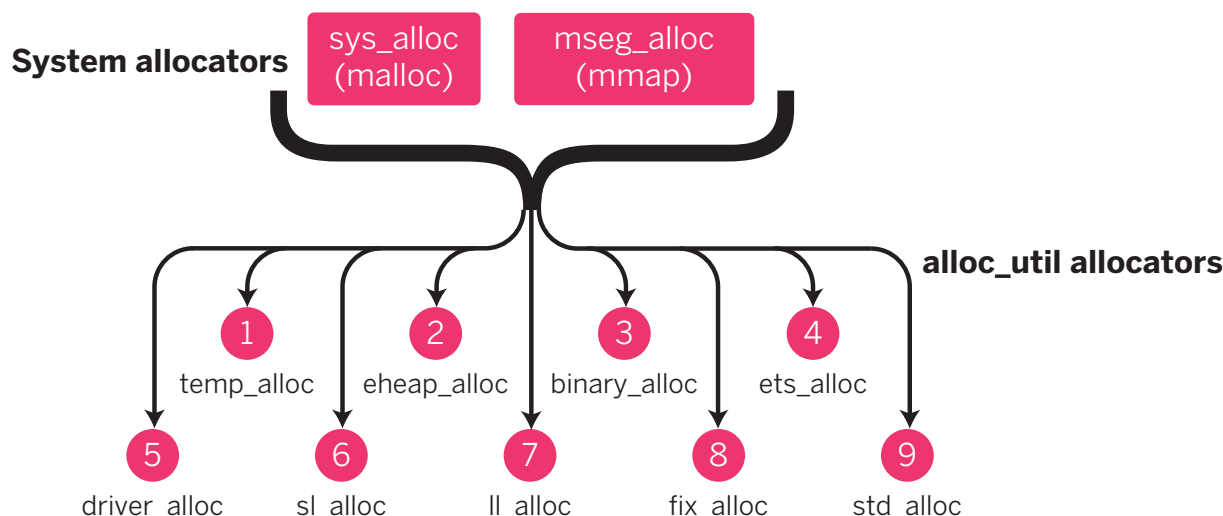 System allocators
sys_alloc
(malloc)
mseg_alloc
(mmap)
alloc_util allocators
1
2
3
4
temp_alloc
eheap_alloc
binary_alloc
ets_alloc
5
6
7
8
9
driver_alloc
sl_alloc
ll_alloc
fix_alloc
std_alloc